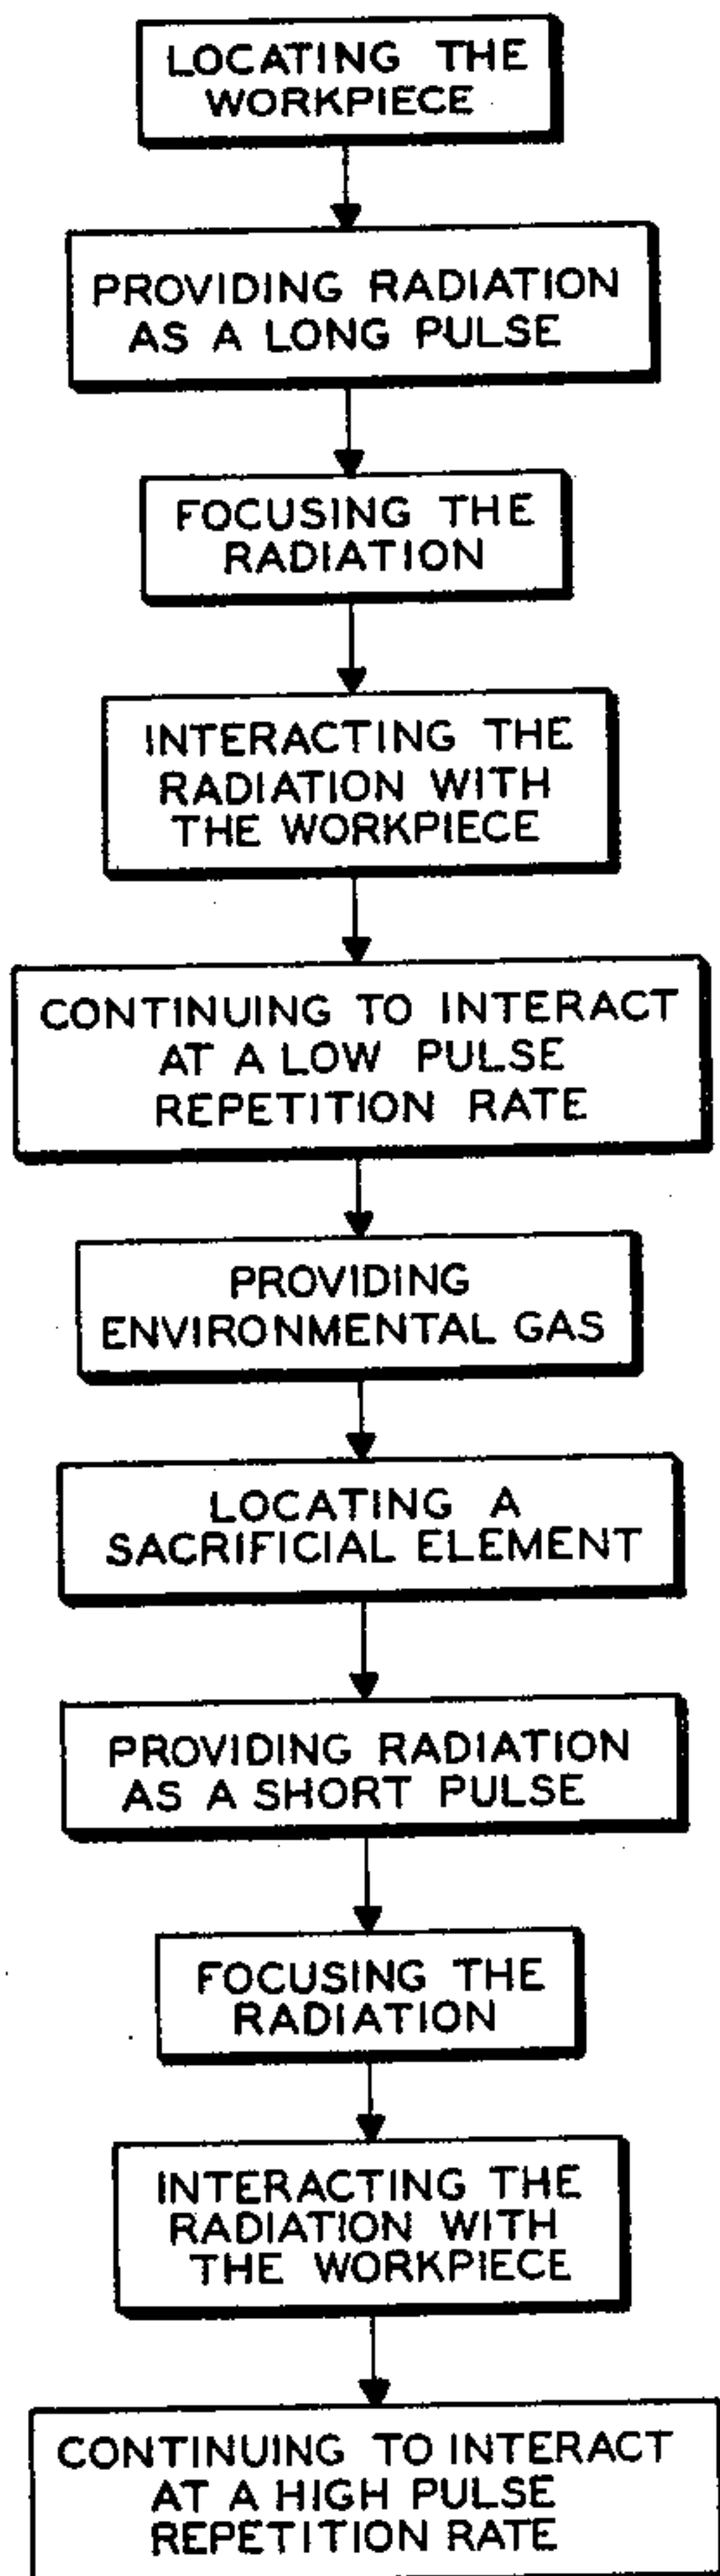 LOCATING THE
WORKPIECE
PROVIDING RADIATION
AS A LONG PULSE
FOCUSING THE
RADIATION
INTERACTING THE
RADIATION WITH
THE WORKPIECE
CONTINUING TO INTERACT
AT A LOW PULSE
REPETITION RATE
PROVIDING
ENVIRONMENTAL GAS
LOCATING A
SACRIFICIAL ELEMENT
PROVIDING RADIATION
AS A SHORT PULSE
FOCUSING THE
RADIATION
INTERACTING THE
RADIATION WITH
THE WORKPIECE
CONTINUING TO INTERACT
AT A HIGH PULSE
REPETITION RATE